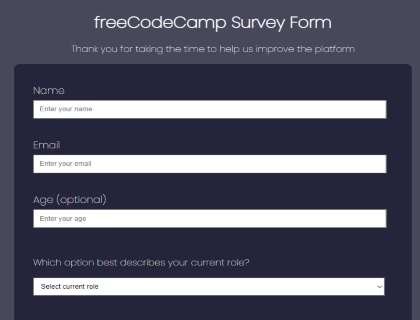 freeCodeCamp Survey Form
Thank you for taking the time to help us improve the platform
Name
Enter your name
Email
Enter your email
Age (optional)
Enter your age
Which option best describes your current role?
Select current role